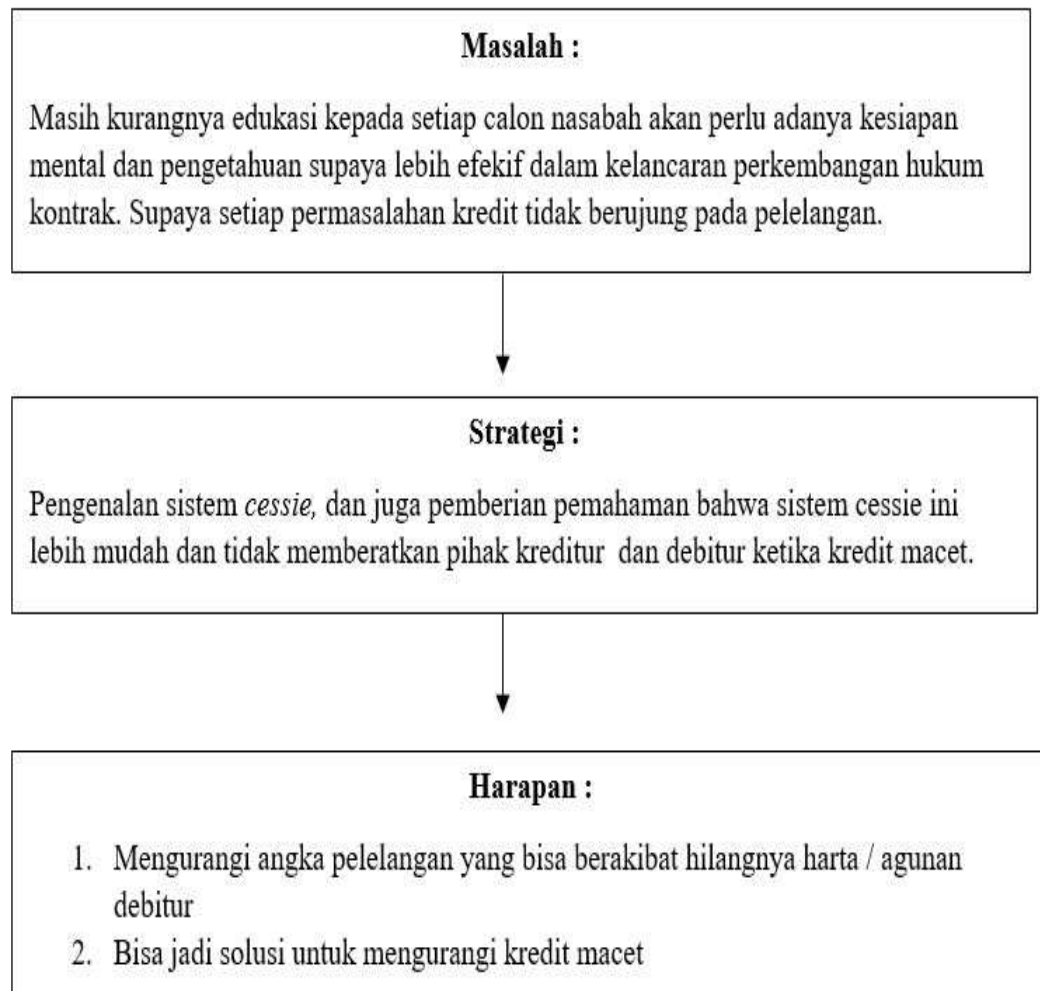 Masalah :
Masih kurangnya edukasi kepada setiap calon nasabah akan perlu adanya kesiapan
mental dan pengetahuan supaya lebih efekif dalam kelancaran perkembangan hukum
kontrak. Supaya setiap permasalahan kredit tidak berujung pada pelelangan.
Strategi :
Pengenalan sistem cessie, dan juga pemberian pemahaman bahwa sistem cessie ini
lebih mudah dan tidak memberatkan pihak kreditur dan debitur ketika kredit macet.
Harapan :
1. Mengurangi angka pelelangan yang bisa berakibat hilangnya harta / agunan
debitur
2. Bisa jadi solusi untuk mengurangi kredit macet